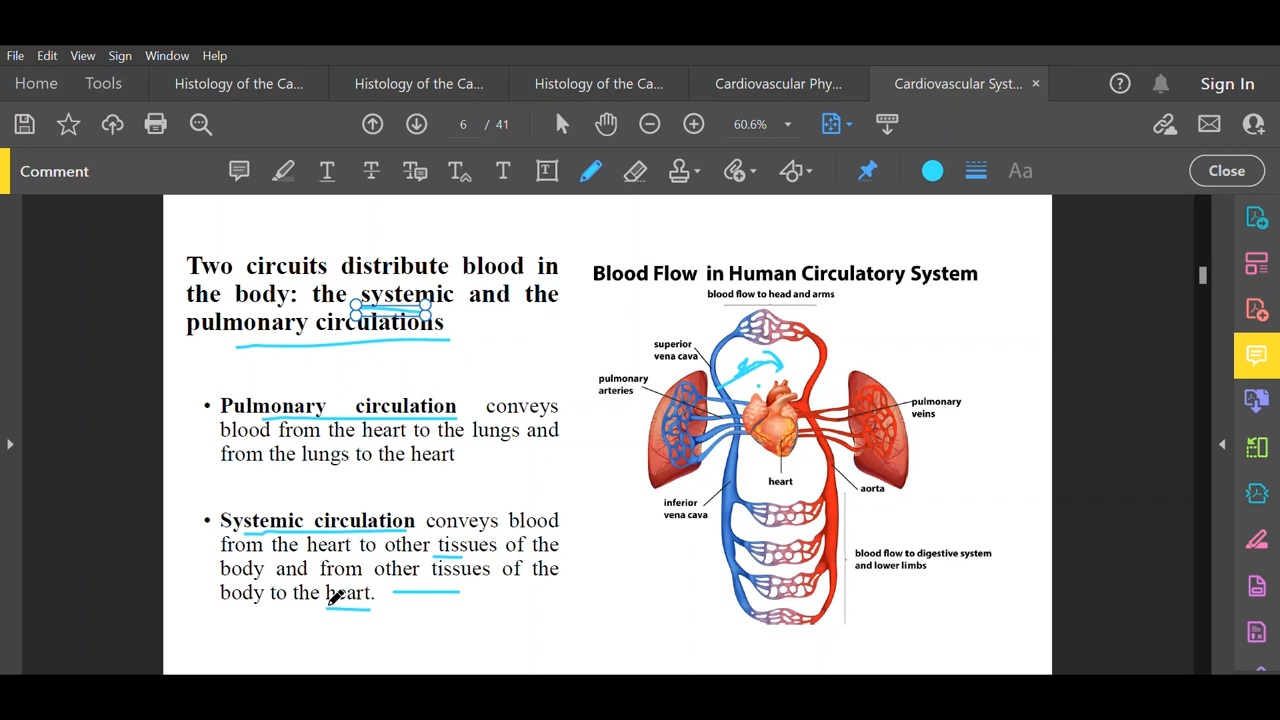 File Edit View Sign Window Help
Home Tools Histology of the Ca... Histology of the Ca... Histology of the Ca... Cardiovascular Phy... Cardiovascular Syst... × Sign In
6 / 41 60.6%
Comment Close
Two circuits distribute blood in
the body: the systemic and the
pulmonary circulations
• Pulmonary circulation conveys
blood from the heart to the lungs and
from the lungs to the heart
• Systemic circulation conveys blood
from the heart to other tissues of the
body and from other tissues of the
body to the heart.
Blood Flow in Human Circulatory System
blood flow to head and arms
superior
vena cava
pulmonary
arteries
pulmonary
veins
heart
aorta
inferior
vena cava
blood flow to digestive system
and lower limbs